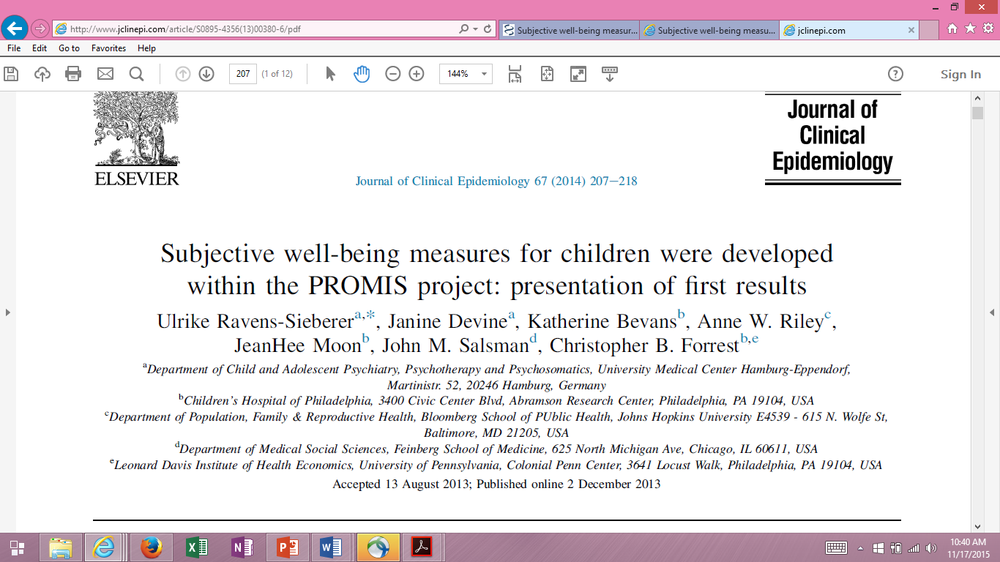 http://www.jclinepi.com/article/S0895-4356(13)00380-6/pdf
Subjective well-being measur...
Subjective well-being measu...
jclinepi.com
File Edit Go to Favorites Help
207 (1 of 12) 144% Sign In
ELSEVIER
Journal of
Clinical
Epidemiology
Journal of Clinical Epidemiology 67 (2014) 207–218
Subjective well-being measures for children were developed
within the PROMIS project: presentation of first results
Ulrike Ravens-Sieberer a,*, Janine Devine a, Katherine Bevans b, Anne W. Riley c,
JeanHee Moon b, John M. Salsman d, Christopher B. Forrest b,e
a Department of Child and Adolescent Psychiatry, Psychotherapy and Psychosomatics, University Medical Center Hamburg-Eppendorf,
Martinistr. 52, 20246 Hamburg, Germany
b Children's Hospital of Philadelphia, 3400 Civic Center Blvd, Abramson Research Center, Philadelphia, PA 19104, USA
c Department of Population, Family & Reproductive Health, Bloomberg School of PUblic Health, Johns Hopkins University E4539 - 615 N. Wolfe St,
Baltimore, MD 21205, USA
d Department of Medical Social Sciences, Feinberg School of Medicine, 625 North Michigan Ave, Chicago, IL 60611, USA
e Leonard Davis Institute of Health Economics, University of Pennsylvania, Colonial Penn Center, 3641 Locust Walk, Philadelphia, PA 19104, USA
Accepted 13 August 2013; Published online 2 December 2013
10:40 AM
11/17/2015